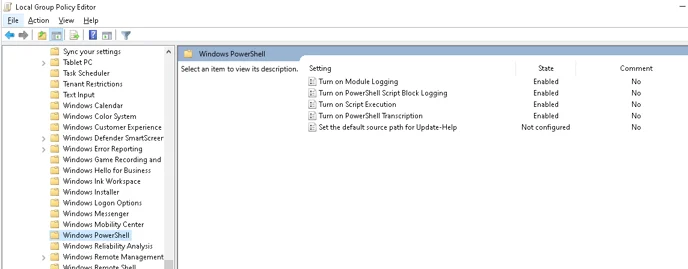 Local Group Policy Editor
File Action View Help
Sync your settings
Tablet PC
Task Scheduler
Tenant Restrictions
Text Input
Windows Calendar
Windows Color System
Windows Customer Experience
Windows Defender SmartScreen
Windows Error Reporting
Windows Game Recording and
Windows Hello for Business
Windows Ink Workspace
Windows Installer
Windows Logon Options
Windows Messenger
Windows Mobility Center
Windows PowerShell
Windows Reliability Analysis
Windows Remote Management
Windows Remote Shell
Windows PowerShell
Select an item to view its description.
Setting State Comment
Turn on Module Logging Enabled No
Turn on PowerShell Script Block Logging Enabled No
Turn on Script Execution Enabled No
Turn on PowerShell Transcription Enabled No
Set the default source path for Update-Help Not configured No